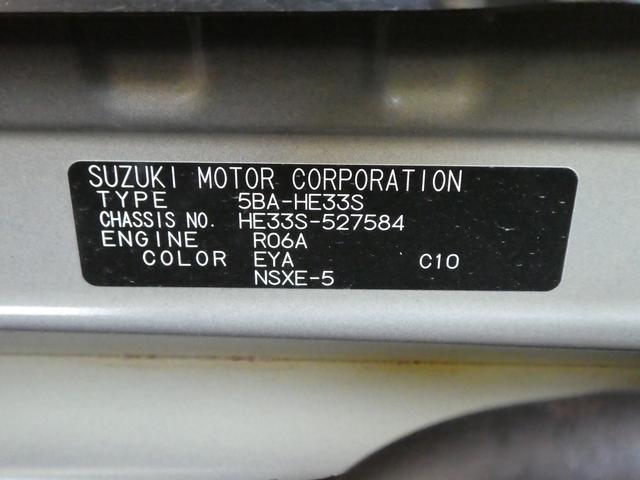 SUZUKI MOTOR CORPORATION
TYPE 5BA-HE33S
CHASSIS NO. HE33S-527584
ENGINE R06A
COLOR EYA C10
NSXE-5